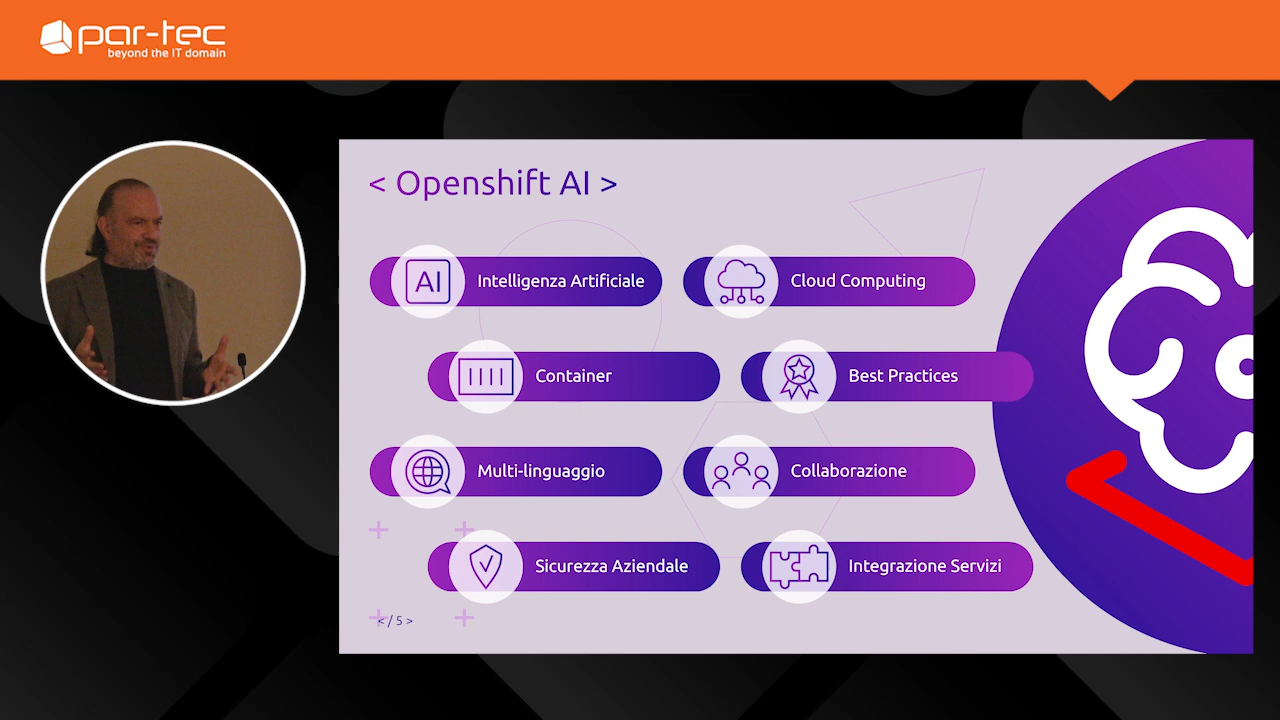 par-tec
beyond the IT domain
< Openshift AI >
AI
Intelligenza Artificiale
Cloud Computing
Container
Best Practices
Multi-linguaggio
Collaborazione
Sicurezza Aziendale
Integrazione Servizi
< / 5 >